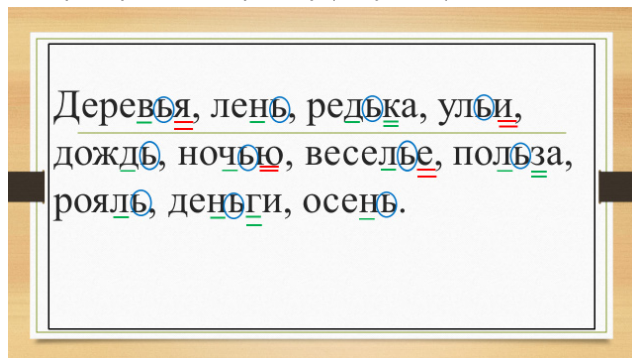 Деревья, лень, редька, ульи,
дождь, ночью, веселье, польза,
рояль, деньги, осень.